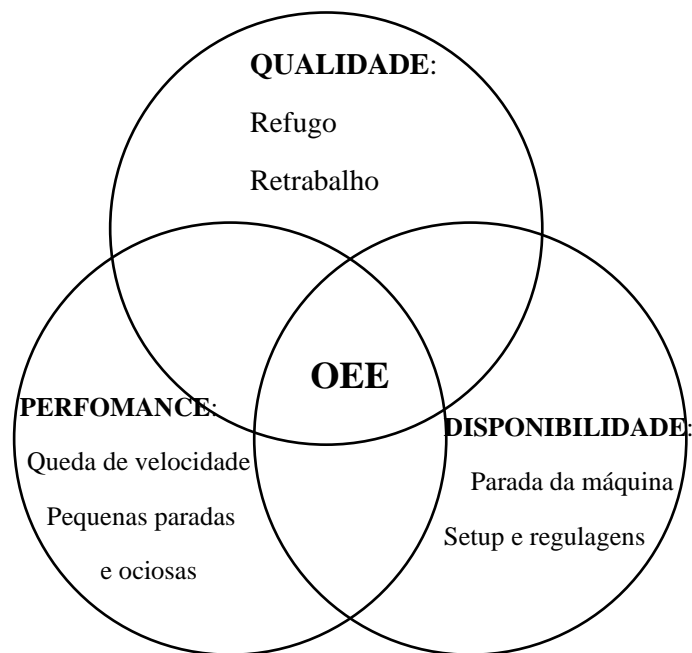 QUALIDADE:
Refugo
Retrabalho
OEE
PERFOMANCE:
Queda de velocidade
Pequenas paradas
e ociosas
DISPONIBILIDADE:
Parada da máquina
Setup e regulagens